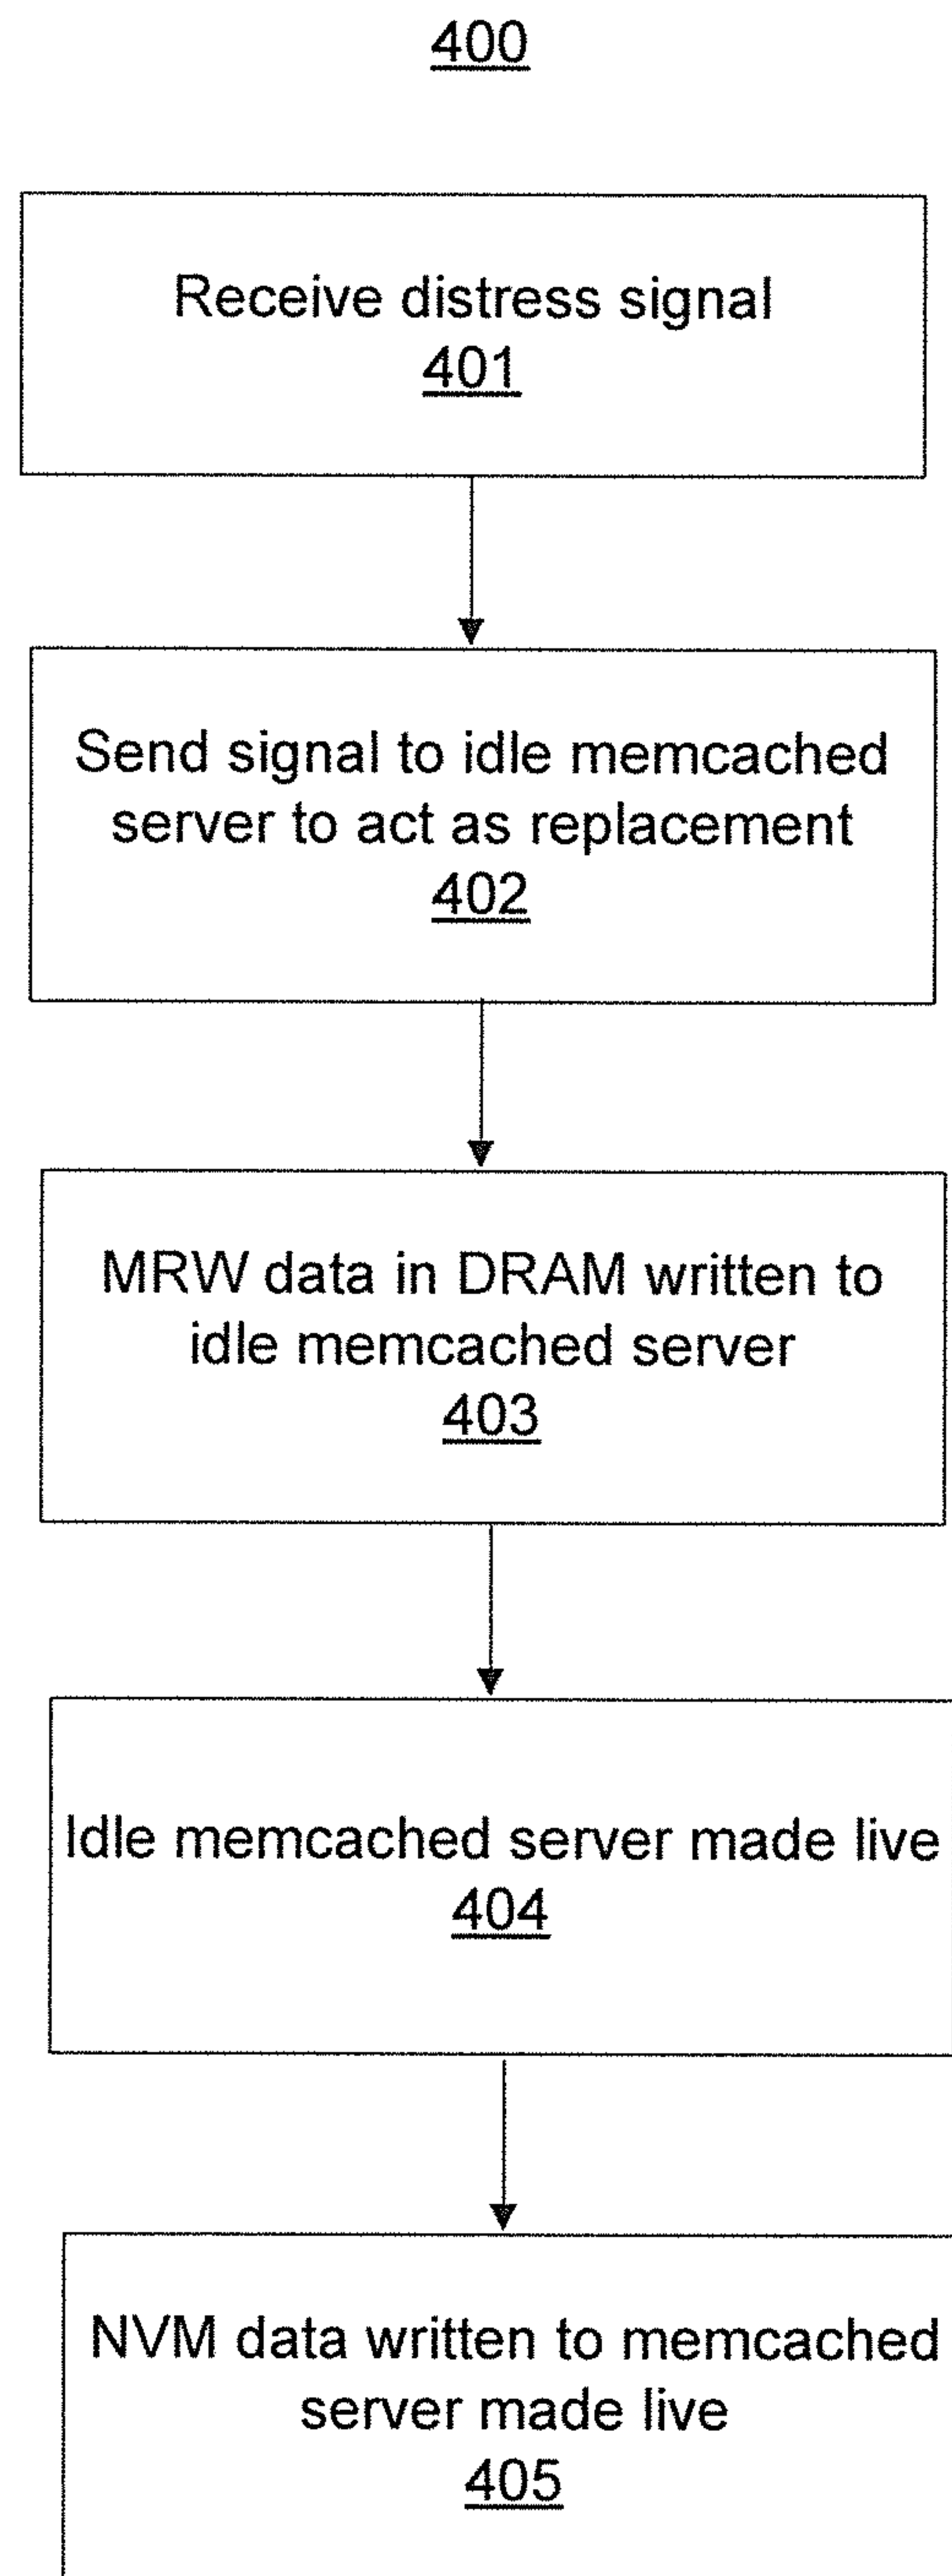 400
Receive distress signal
401
Send signal to idle memcached
server to act as replacement
402
MRW data in DRAM written to
idle memcached server
403
Idle memcached server made live
404
NVM data written to memcached
server made live
405